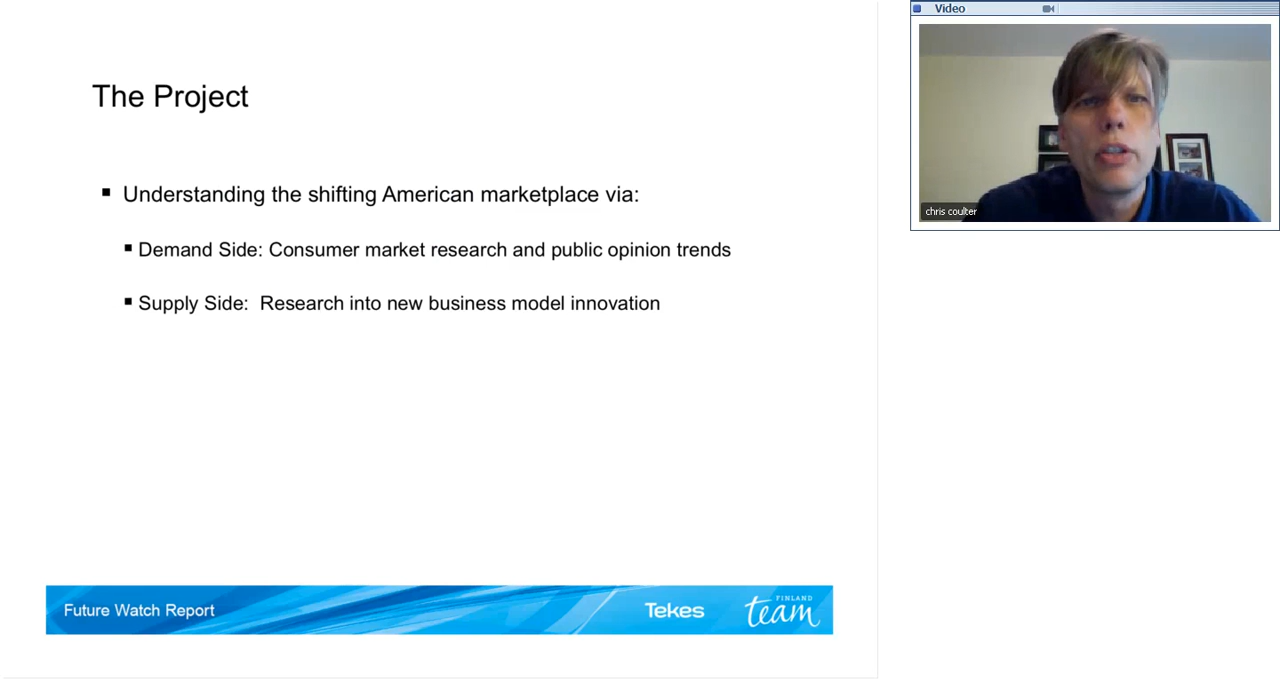 The Project
Understanding the shifting American marketplace via:
Demand Side: Consumer market research and public opinion trends
Supply Side: Research into new business model innovation
Future Watch Report
Tekes
FINLAND
team
Video
chris coulter